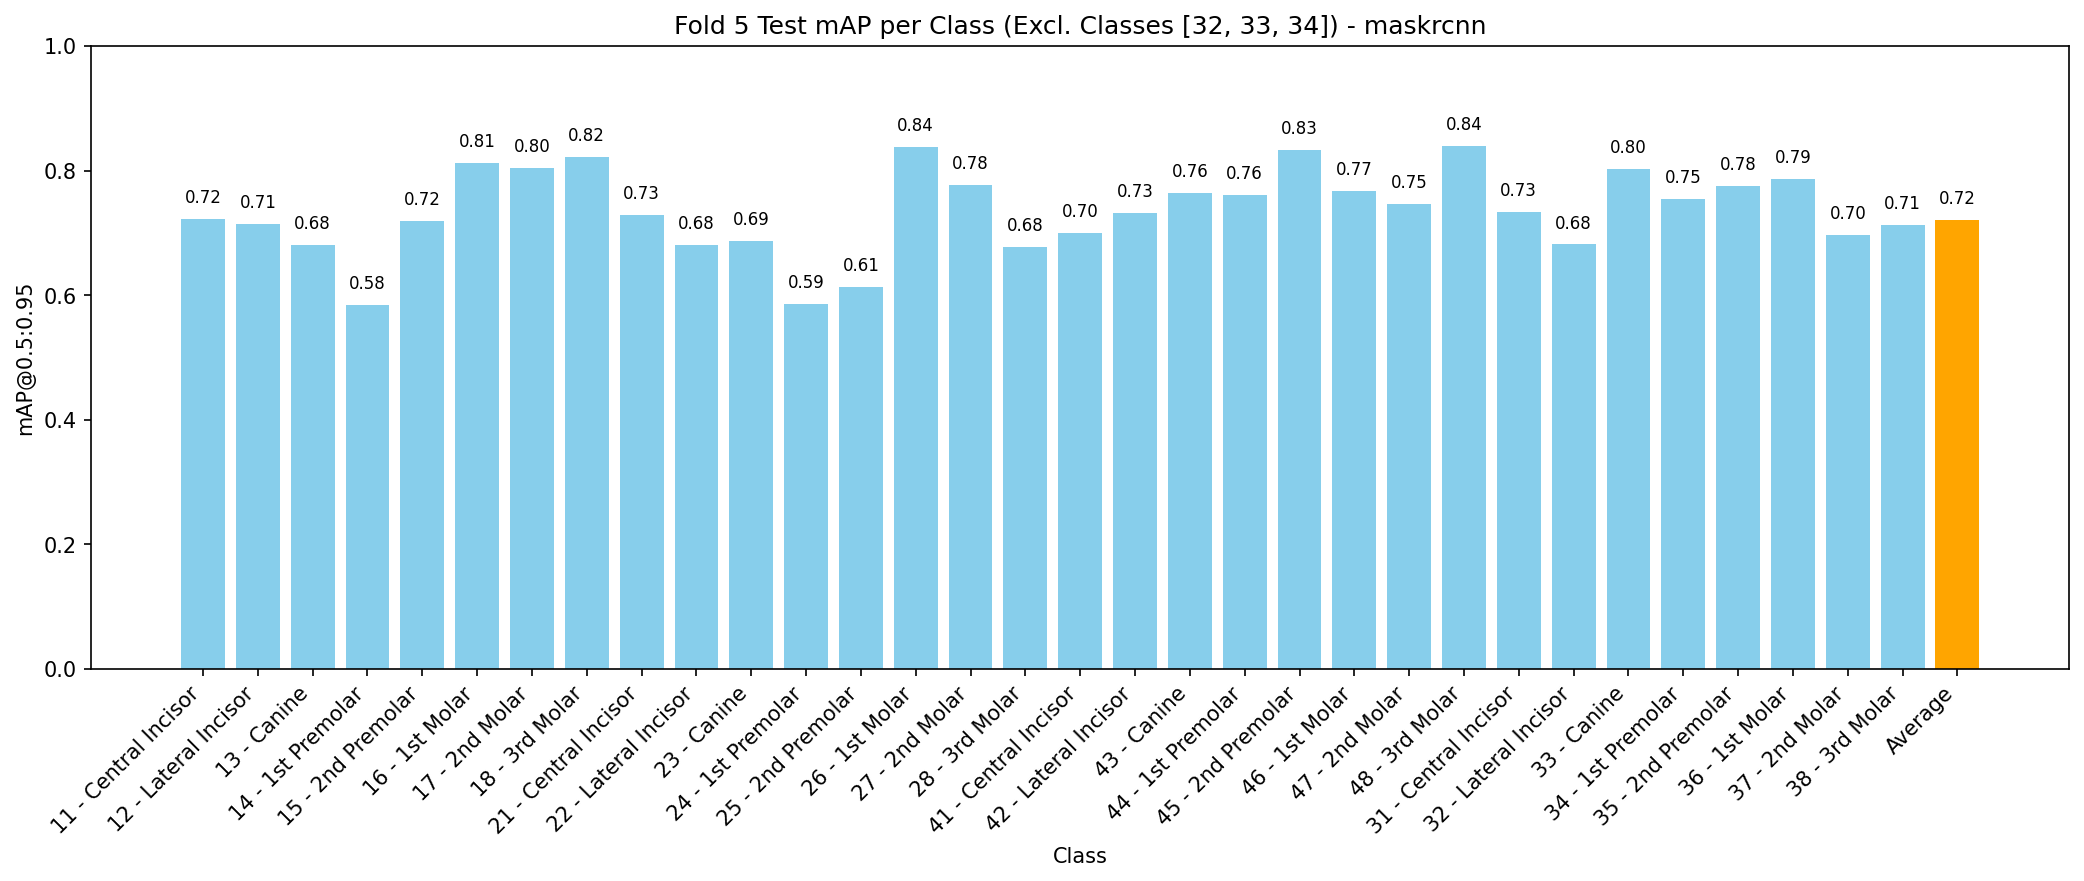 Fold 5 Test mAP per Class (Excl. Classes [32, 33, 34]) - maskrcnn
mAP@0.5:0.95
1.0
0.8
0.6
0.4
0.2
0.0
0.72
0.71
0.68
0.58
0.72
0.81
0.80
0.82
0.73
0.68
0.69
0.59
0.61
0.84
0.78
0.68
0.70
0.73
0.76
0.76
0.83
0.77
0.75
0.84
0.73
0.68
0.80
0.75
0.78
0.79
0.70
0.71
0.72
11 - Central Incisor
12 - Lateral Incisor
13 - Canine
14 - 1st Premolar
15 - 2nd Premolar
16 - 1st Molar
17 - 2nd Molar
18 - 3rd Molar
21 - Central Incisor
22 - Lateral Incisor
23 - Canine
24 - 1st Premolar
25 - 2nd Premolar
26 - 1st Molar
27 - 2nd Molar
28 - 3rd Molar
41 - Central Incisor
42 - Lateral Incisor
43 - Canine
44 - 1st Premolar
45 - 2nd Premolar
46 - 1st Molar
47 - 2nd Molar
48 - 3rd Molar
31 - Central Incisor
32 - Lateral Incisor
33 - Canine
34 - 1st Premolar
35 - 2nd Premolar
36 - 1st Molar
37 - 2nd Molar
38 - 3rd Molar
Average
Class